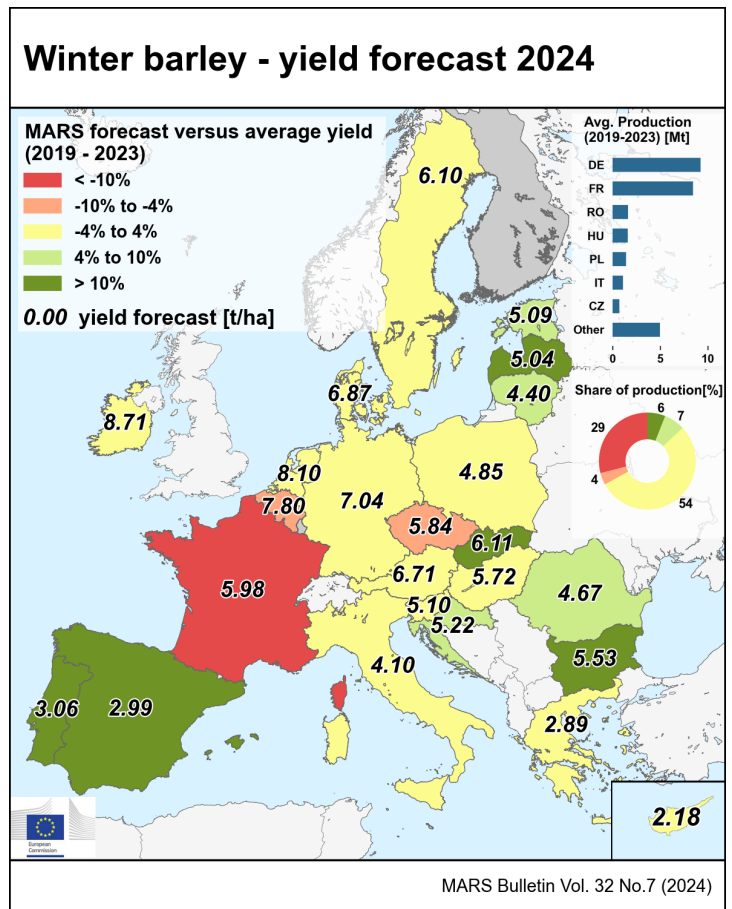 Winter barley - yield forecast 2024
MARS forecast versus average yield
(2019 - 2023)
< -10%
-10% to -4%
-4% to 4%
4% to 10%
> 10%
0.00 yield forecast [t/ha]
Avg. Production
(2019-2023) [Mt]
DE
FR
RO
HU
PL
IT
CZ
Other
0 5 10
Share of production[%]
6
7
29
4
54
6.10
5.09
5.04
4.40
6.87
8.71
8.10
7.80
7.04
4.85
5.84
6.11
6.71
5.72
5.98
4.67
5.10
5.22
5.53
4.10
3.06
2.99
2.89
2.18
European
Commission
MARS Bulletin Vol. 32 No.7 (2024)